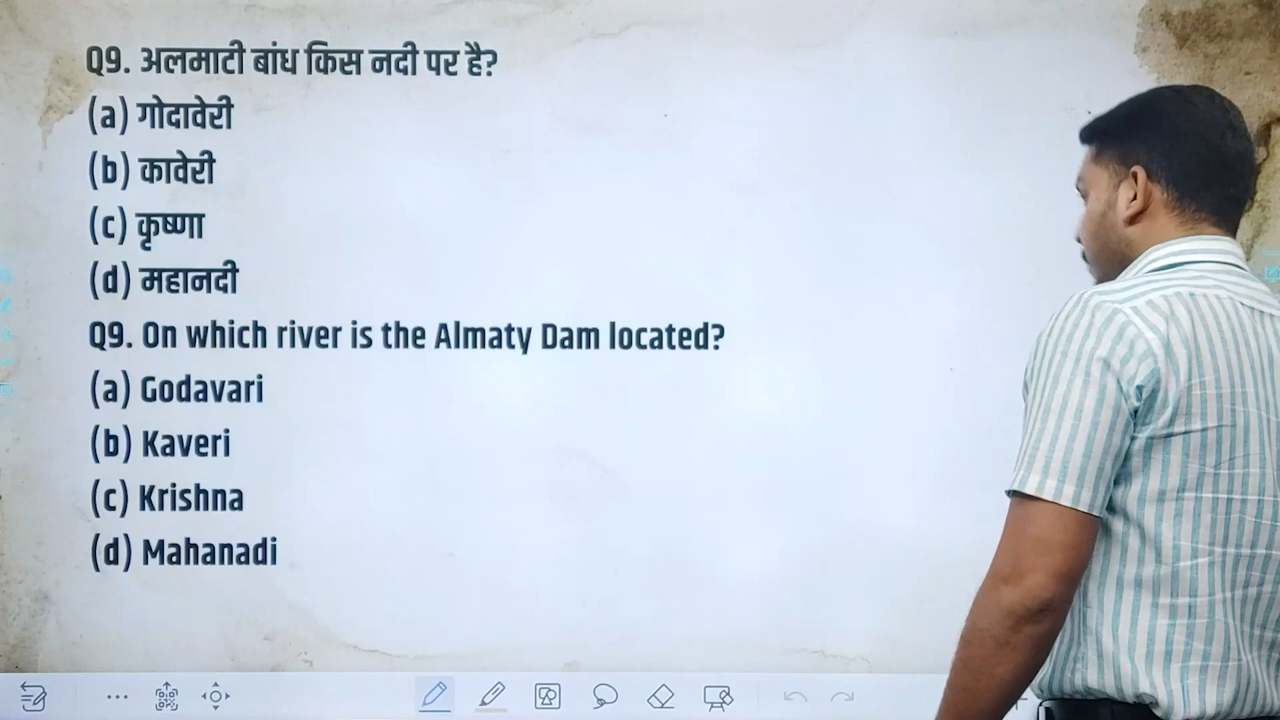 Q9. अलमाटी बांध किस नदी पर है?
(a) गोदावेरी
(b) कावेरी
(c) कृष्णा
(d) महानदी
Q9. On which river is the Almaty Dam located?
(a) Godavari
(b) Kaveri
(c) Krishna
(d) Mahanadi